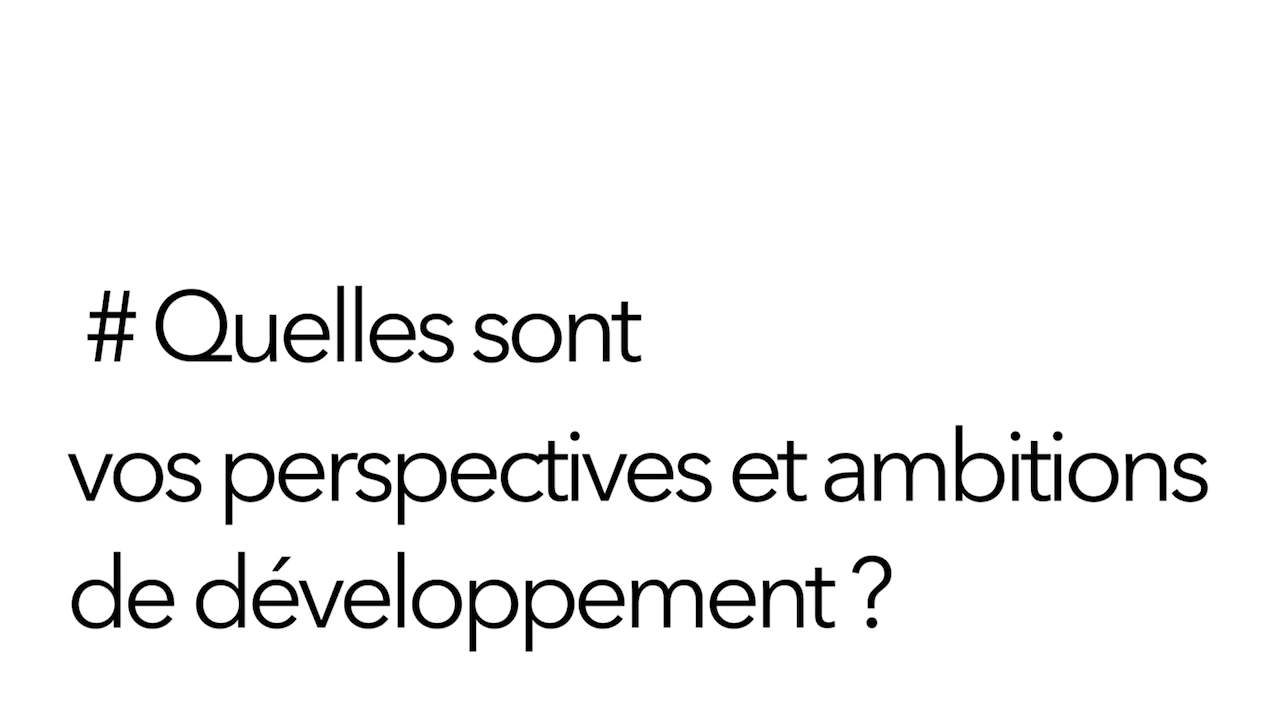 # Quelles sont
vos perspectives et ambitions
de développement ?